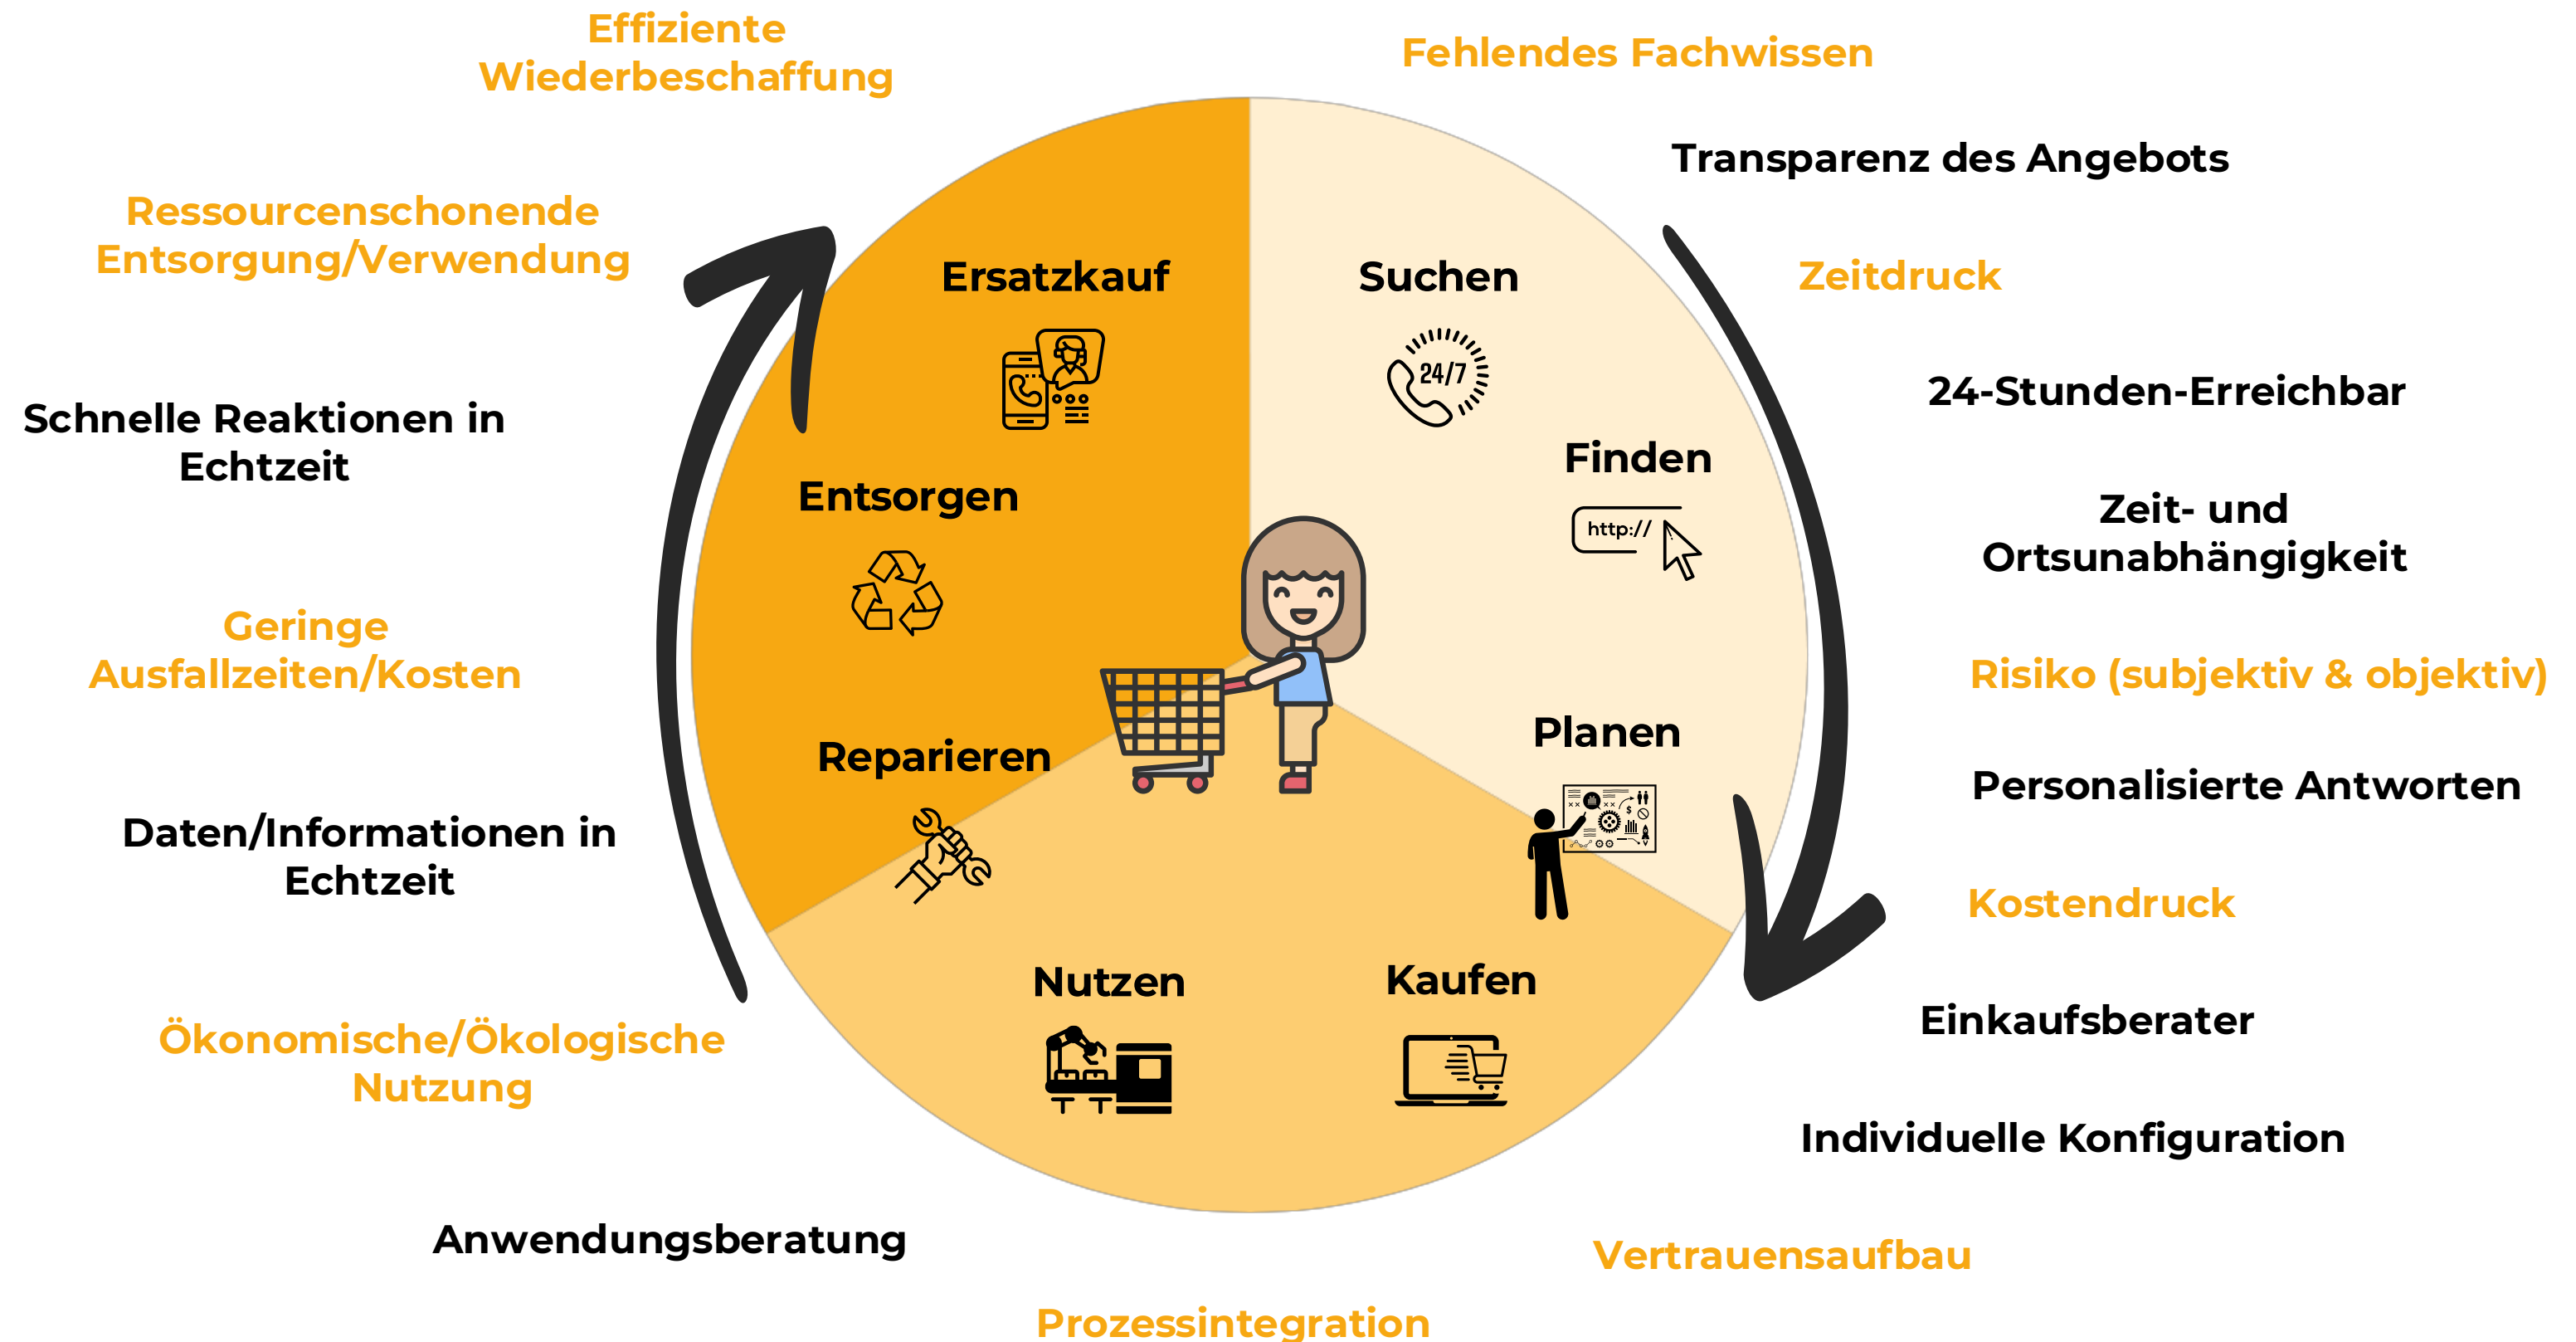 Effiziente
Wiederbeschaffung
Fehlendes Fachwissen
Transparenz des Angebots
Ressourcenschonende
Entsorgung/Verwendung
Zeitdruck
Ersatzkauf
Suchen
24/7
24-Stunden-Erreichbar
Schnelle Reaktionen in
Echtzeit
Finden
http://
Entsorgen
Zeit- und
Ortsunabhängigkeit
Geringe
Ausfallzeiten/Kosten
Risiko (subjektiv & objektiv)
Planen
$
Reparieren
Personalisierte Antworten
Daten/Informationen in
Echtzeit
Kostendruck
Nutzen
Kaufen
Einkaufsberater
Ökonomische/Ökologische
Nutzung
Individuelle Konfiguration
Anwendungsberatung
Vertrauensaufbau
Prozessintegration